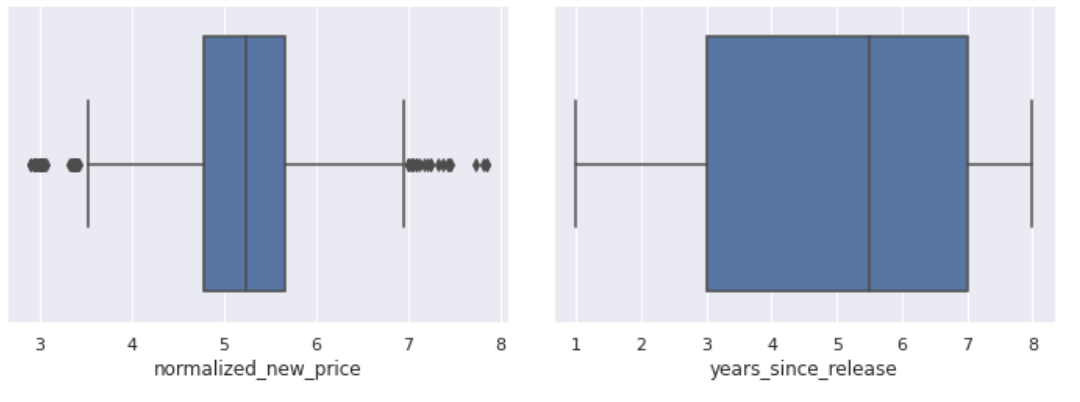 3 4 5 6 7 8
normalized_new_price
1 2 3 4 5 6 7 8
years_since_release